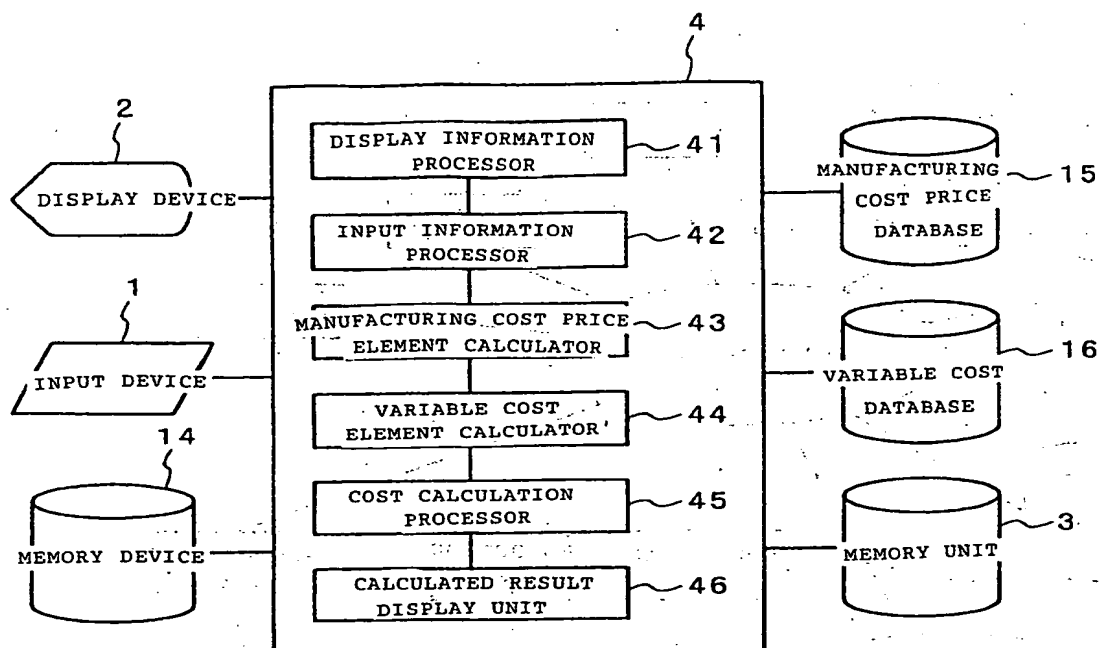 4
2
DISPLAY DEVICE
1
INPUT DEVICE
14
MEMORY DEVICE
DISPLAY INFORMATION
PROCESSOR
41
INPUT INFORMATION
PROCESSOR
42
MANUFACTURING COST PRICE
ELEMENT CALCULATOR
43
VARIABLE COST
ELEMENT CALCULATOR
44
COST CALCULATION
PROCESSOR
45
CALCULATED RESULT
DISPLAY UNIT
46
MANUFACTURING
COST PRICE
DATABASE
15
VARIABLE COST
DATABASE
16
MEMORY UNIT
3